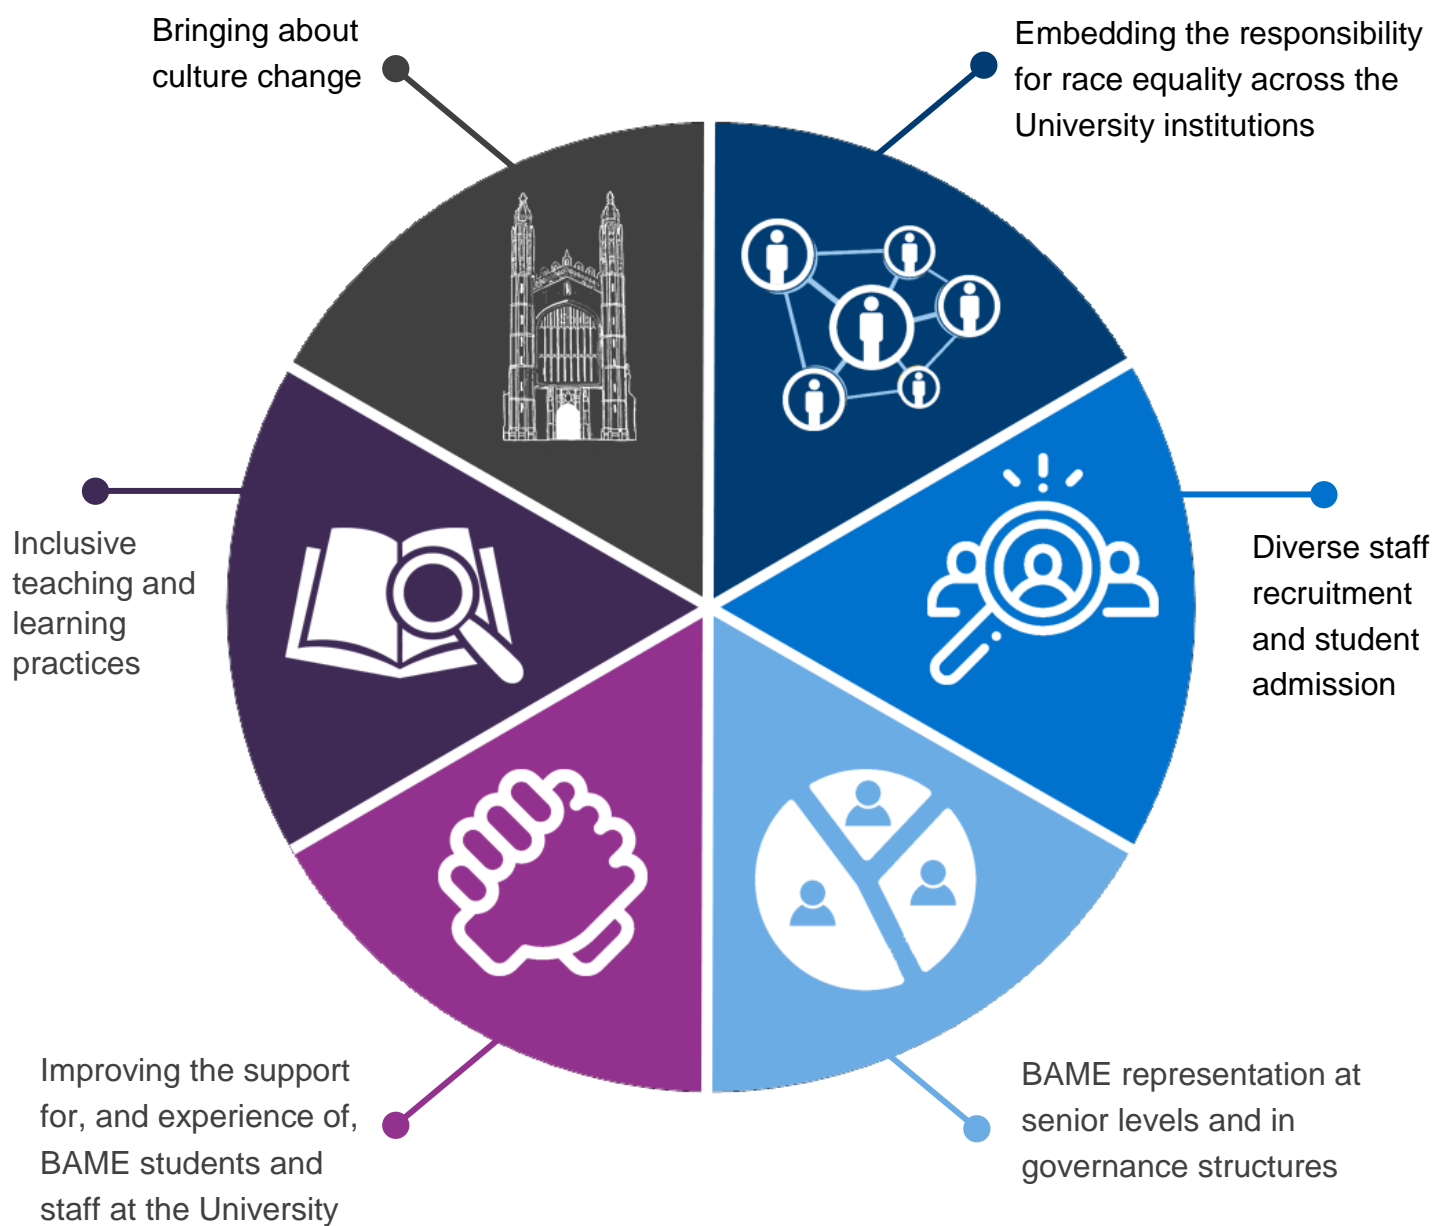 Bringing about
culture change
Embedding the responsibility
for race equality across the
University institutions
Diverse staff
recruitment
and student
admission
BAME representation at
senior levels and in
governance structures
Improving the support
for, and experience of,
BAME students and
staff at the University
Inclusive
teaching and
learning
practices